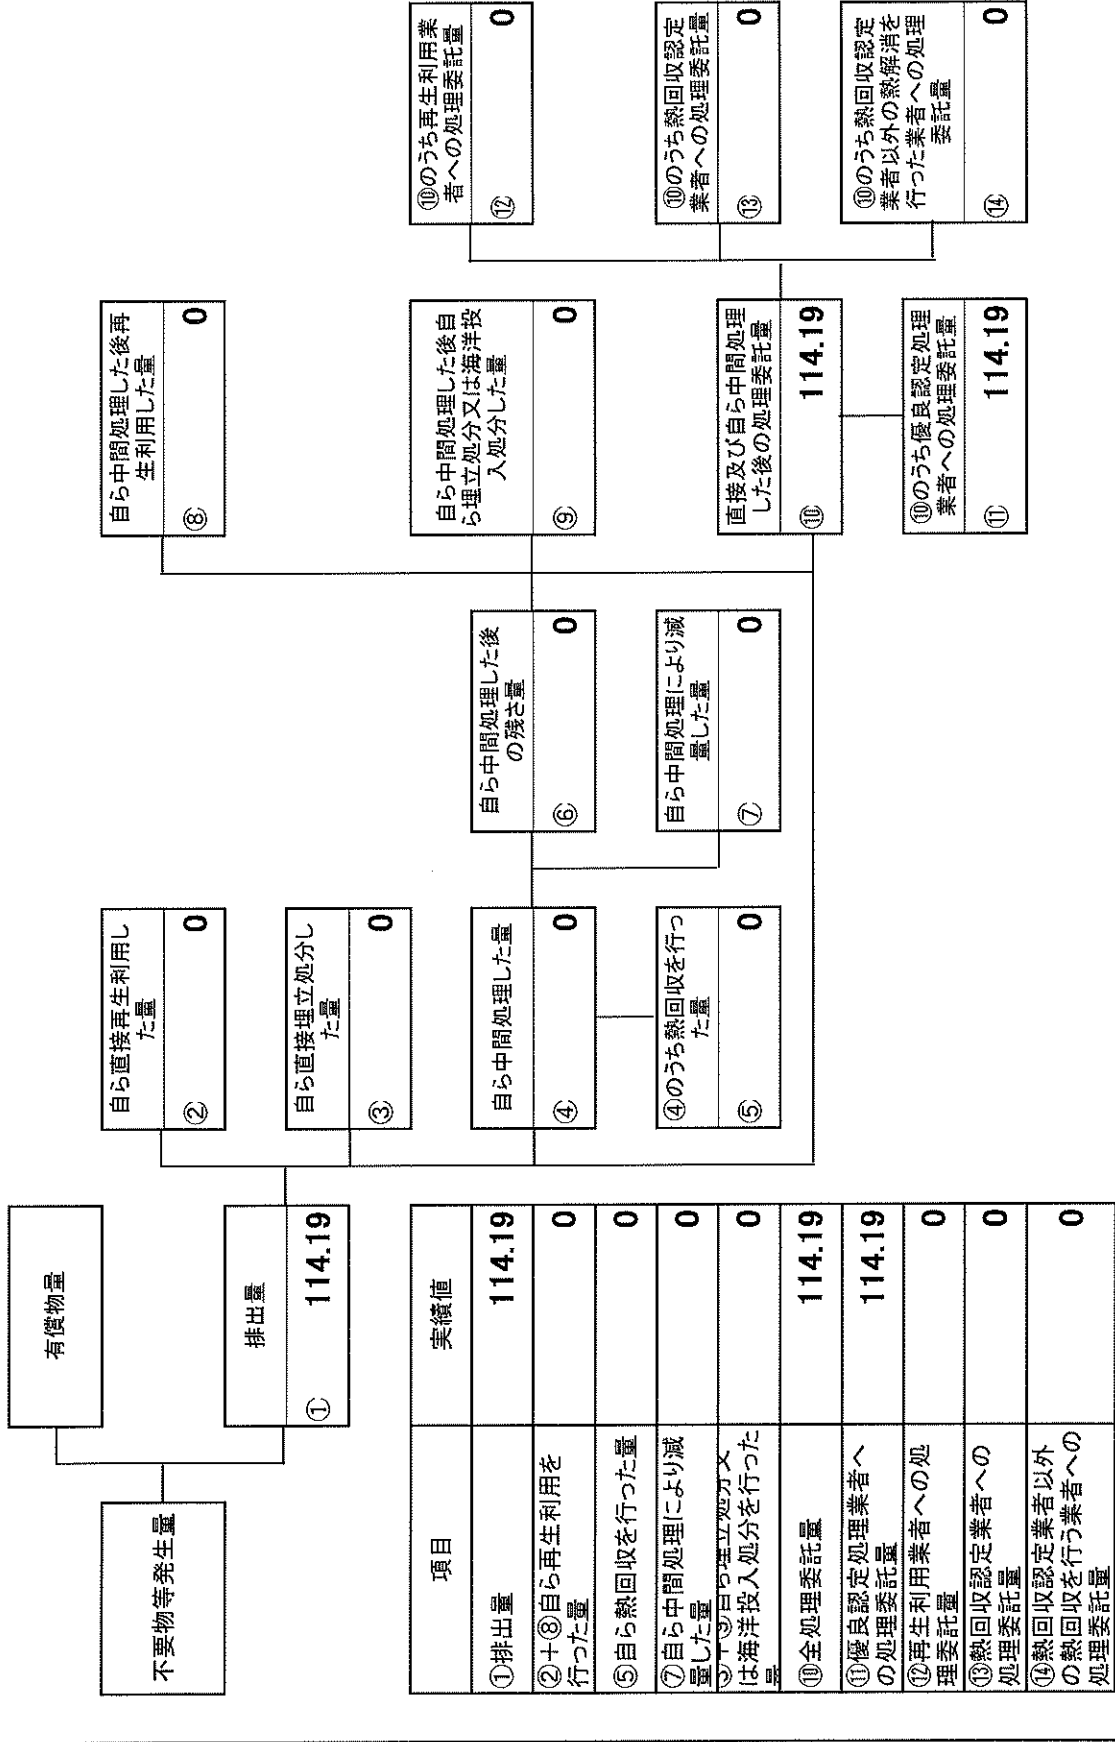 有償物量
不要物等発生量
排出量
① 114.19
自ら直接再生利用し
た量
② 0
自ら直接埋立処分し
た量
③ 0
自ら中間処理した量
④ 0
④のうち熱回収を行っ
た量
⑤ 0
自ら中間処理した後
の残さ量
⑥ 0
自ら中間処理により減
量した量
⑦ 0
自ら中間処理した後再
生利用した量
⑧ 0
自ら中間処理した後自
ら埋立処分又は海洋投
入処分した量
⑨ 0
直接及び自ら中間処理
した後の処理委託量
⑩ 114.19
⑩のうち優良認定処理
業者への処理委託量
⑪ 114.19
⑩のうち再生利用業
者への処理委託量
⑫ 0
⑩のうち熱回収認定
業者への処理委託量
⑬ 0
⑩のうち熱回収認定
業者以外の熱解消を
行った業者への処理
委託量
⑭ 0
項目 実績値
①排出量 114.19
②+⑧自ら再生利用を
行った量 0
⑤自ら熱回収を行った量 0
⑦自ら中間処理により減
量した量 0
③+⑨自ら埋立処分又
は海洋投入処分を行った
量 0
⑩全処理委託量 114.19
⑪優良認定処理業者へ
の処理委託量 114.19
⑫再生利用業者への処
理委託量 0
⑬熱回収認定業者への
処理委託量 0
⑭熱回収認定業者以外
の熱回収を行う業者への
処理委託量 0